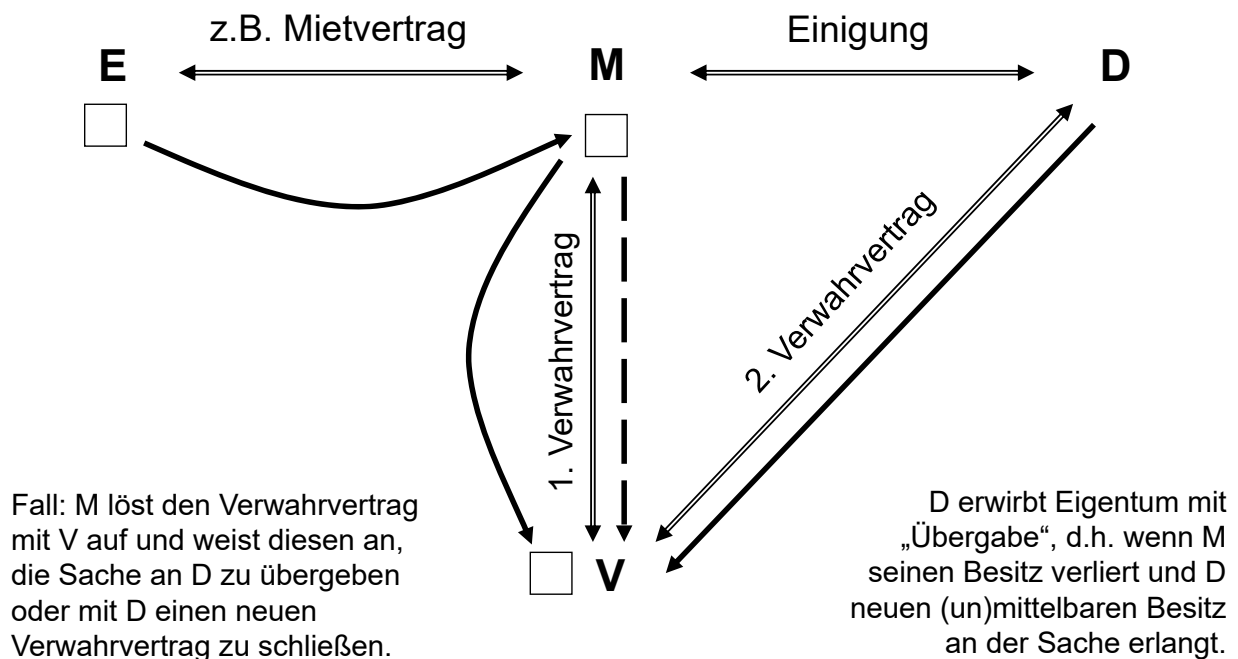 z.B. Mietvertrag
Einigung
E
M
D
1. Verwahrvertrag
2. Verwahrvertrag
V
Fall: M löst den Verwahrvertrag
mit V auf und weist diesen an,
die Sache an D zu übergeben
oder mit D einen neuen
Verwahrvertrag zu schließen.
D erwirbt Eigentum mit
„Übergabe“, d.h. wenn M
seinen Besitz verliert und D
neuen (un)mittelbaren Besitz
an der Sache erlangt.